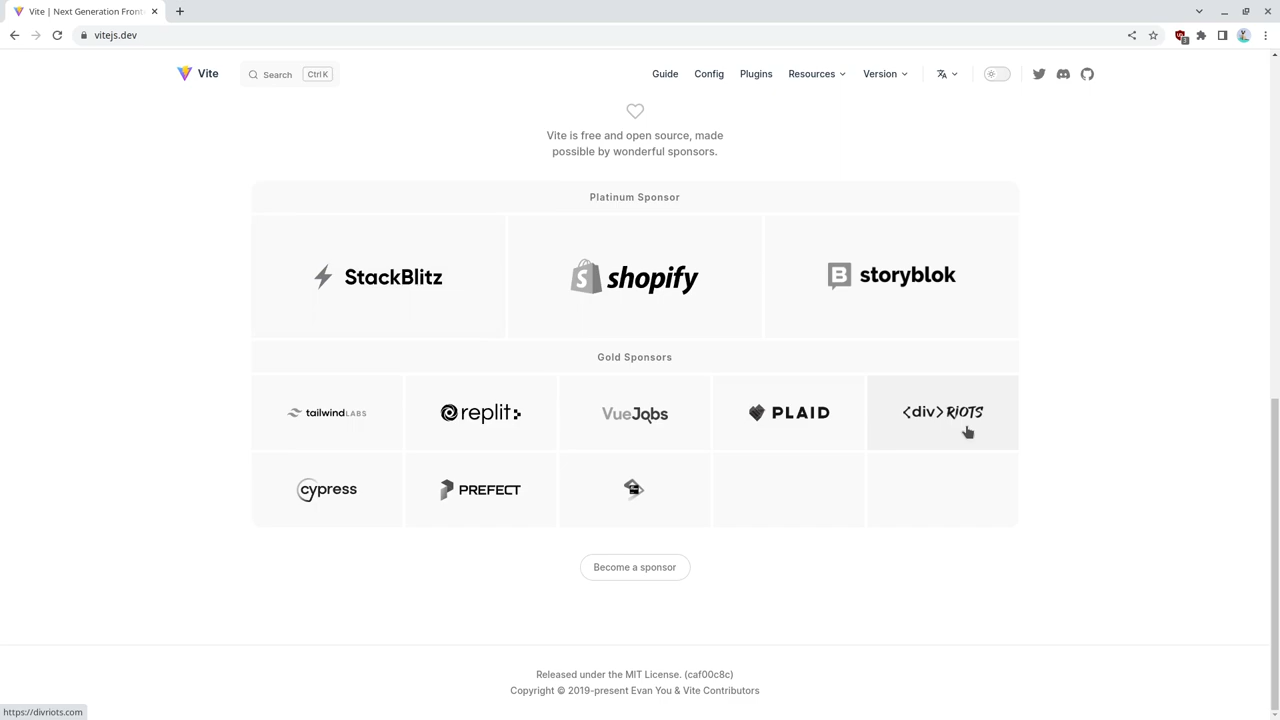 Vite | Next Generation Front
vitejs.dev
2
Vite
Search
Ctrl K
Guide
Config
Plugins
Resources
Version
Vite is free and open source, made
possible by wonderful sponsors.
Platinum Sponsor
StackBlitz
shopify
storyblok
Gold Sponsors
tailwindLABS
replit
VueJobs
PLAID
<div>RIOTS
cypress
PREFECT
Become a sponsor
Released under the MIT License. (caf00c8c)
Copyright © 2019-present Evan You & Vite Contributors
https://divriots.com